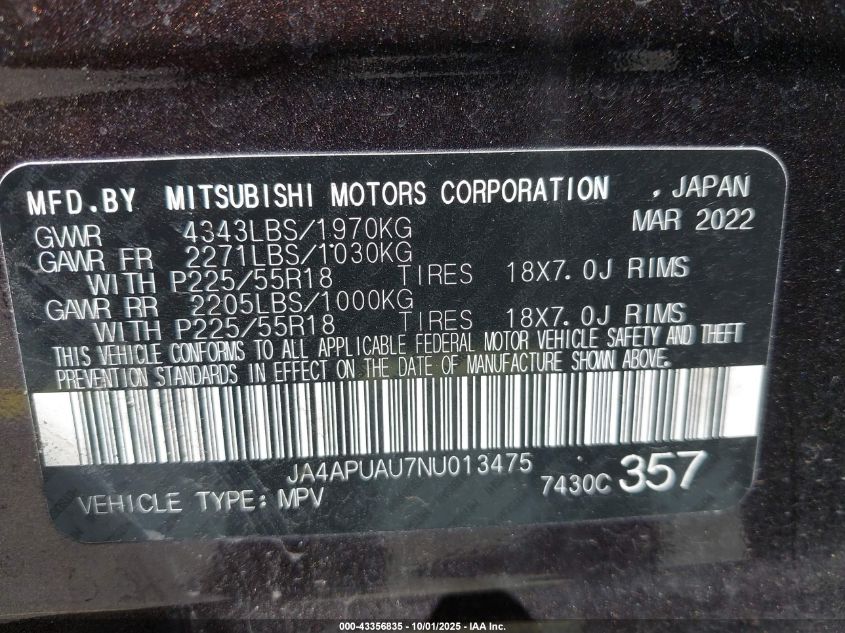 MFD.BY MITSUBISHI MOTORS CORPORATION , JAPAN
MAR 2022
GVWR 4343LBS/1970KG
GAWR FR 2271LBS/1030KG
WITH P225/55R18 TIRES 18X7.0J RIMS
GAWR RR 2205LBS/1000KG
WITH P225/55R18 TIRES 18X7.0J RIMS
THIS VEHICLE CONFORMS TO ALL APPLICABLE FEDERAL MOTOR VEHICLE SAFETY AND THEFT
PREVENTION STANDARDS IN EFFECT ON THE DATE OF MANUFACTURE SHOWN ABOVE.
JA4APUAU7NU013475
VEHICLE TYPE: MPV 7430C 357
000-43356835 - 10/01/2025 - IAA Inc.